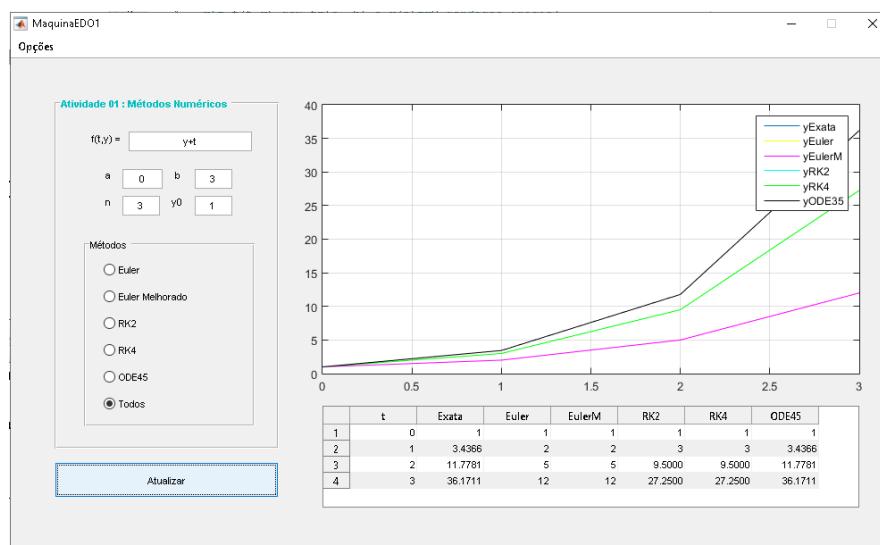 MaquinaEDO1
Opções
Atividade 01 : Métodos Numéricos
f(t,y) = y+t
a 0 b 3
n 3 y0 1
Métodos
Euler
Euler Melhorado
RK2
RK4
ODE45
Todos
Atualizar
40
35
30
25
20
15
10
5
0
0 0.5 1 1.5 2 2.5 3
yExata
yEuler
yEulerM
yRK2
yRK4
yODE35
t Exata Euler EulerM RK2 RK4 ODE45
1 0 1 1 1 1 1 1
2 1 3.4366 2 2 3 3 3.4366
3 2 11.7781 5 5 9.5000 9.5000 11.7781
4 3 36.1711 12 12 27.2500 27.2500 36.1711